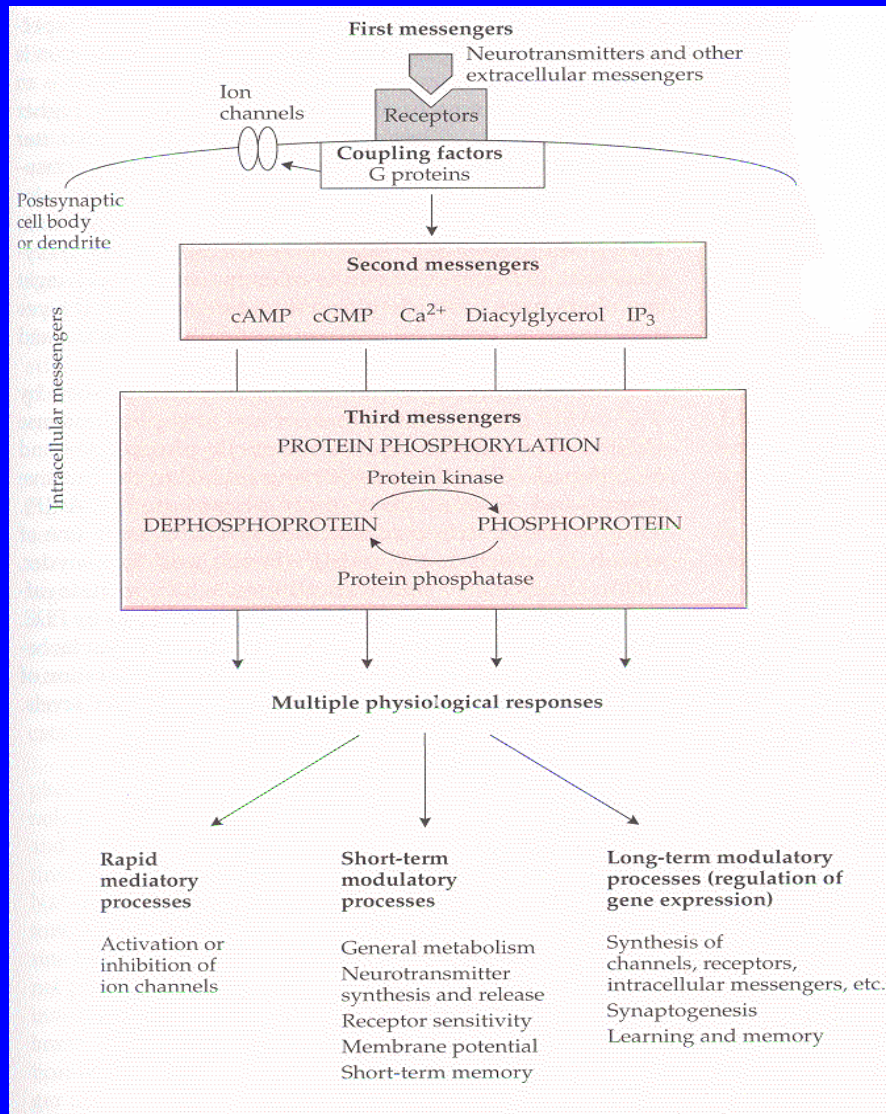 First messengers
Neurotransmitters and other
extracellular messengers
Ion
channels
Receptors
Coupling factors
G proteins
Postsynaptic
cell body
or dendrite
Second messengers
cAMP cGMP Ca²⁺ Diacylglycerol IP₃
Intracellular messengers
Third messengers
PROTEIN PHOSPHORYLATION
Protein kinase
DEPHOSPHOPROTEIN PHOSPHOPROTEIN
Protein phosphatase
Multiple physiological responses
Rapid
mediatory
processes
Activation or
inhibition of
ion channels
Short-term
modulatory
processes
General metabolism
Neurotransmitter
synthesis and release
Receptor sensitivity
Membrane potential
Short-term memory
Long-term modulatory
processes (regulation of
gene expression)
Synthesis of
channels, receptors,
intracellular messengers, etc.
Synaptogenesis
Learning and memory